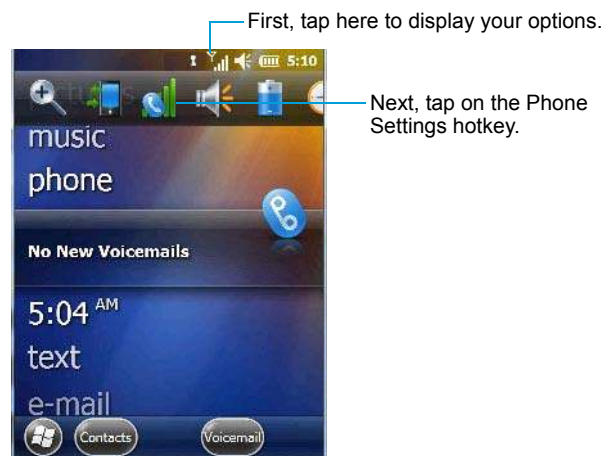 First, tap here to display your options.
5:10
pictures
Next, tap on the Phone
Settings hotkey.
music
phone
No New Voicemails
5:04 AM
text
e-mail
Contacts
Voicemail